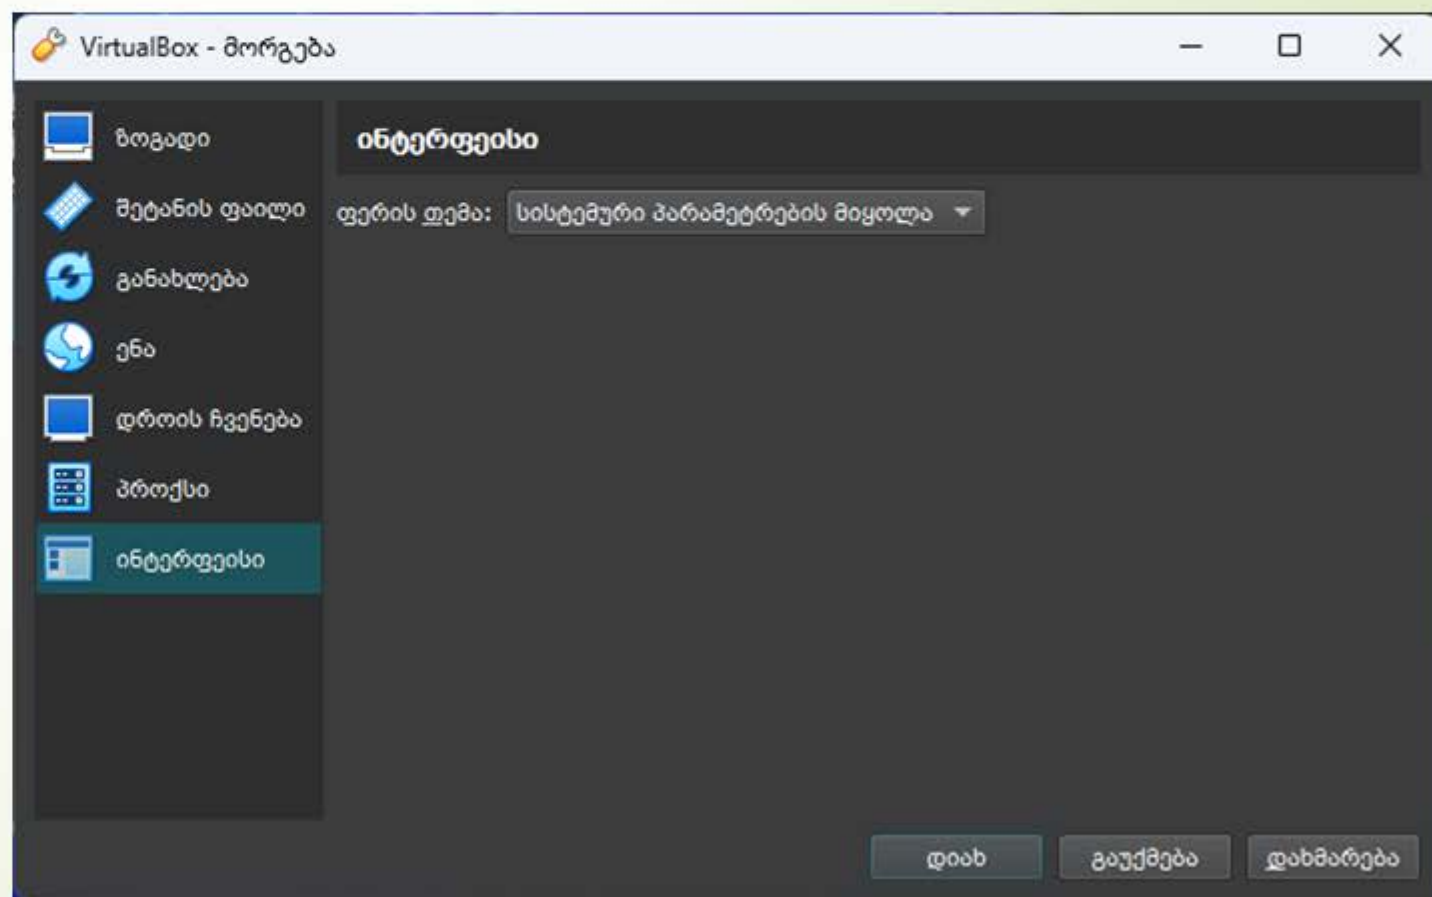 VirtualBox - მორგება
ზოგადი
შეტანის ფაილი
განახლება
ენა
დროის ჩვენება
პროქსი
ინტერფეისი
ინტერფეისი
ფერის თემა: სისტემური პარამეტრების მიყოლა
დიახ გაუქმება დახმარება